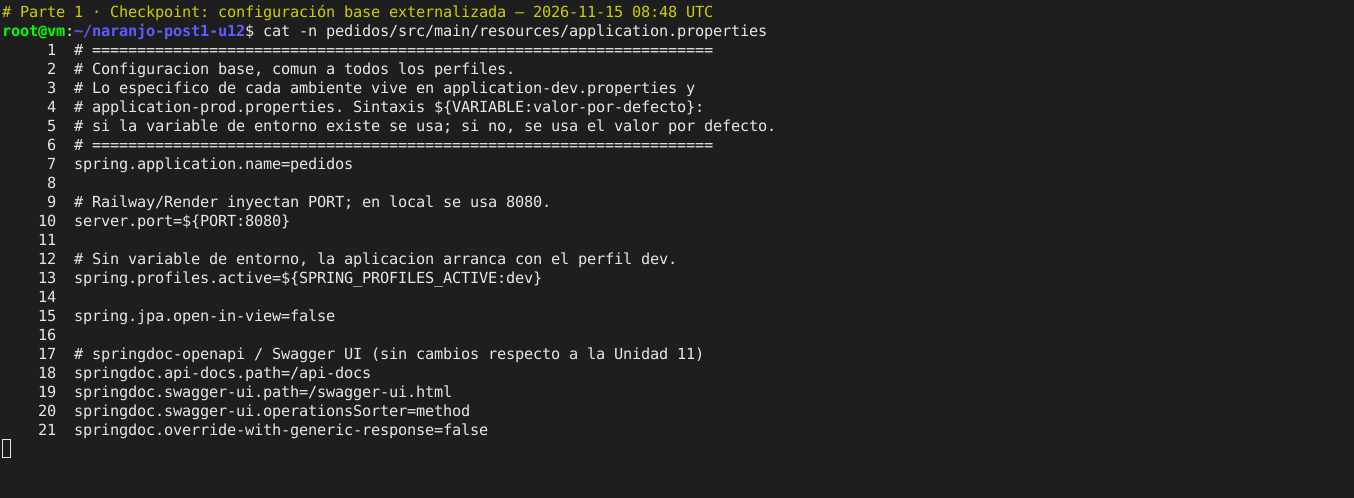 # Parte 1 · Checkpoint: configuración base externalizada — 2026-11-15 08:48 UTC
root@vm:~/naranjo-post1-u12$ cat -n pedidos/src/main/resources/application.properties
     1  # =====================================================================
     2  # Configuracion base, comun a todos los perfiles.
     3  # Lo especifico de cada ambiente vive en application-dev.properties y
     4  # application-prod.properties. Sintaxis ${VARIABLE:valor-por-defecto}:
     5  # si la variable de entorno existe se usa; si no, se usa el valor por defecto.
     6  # =====================================================================
     7  spring.application.name=pedidos
     8
     9  # Railway/Render inyectan PORT; en local se usa 8080.
    10  server.port=${PORT:8080}
    11
    12  # Sin variable de entorno, la aplicacion arranca con el perfil dev.
    13  spring.profiles.active=${SPRING_PROFILES_ACTIVE:dev}
    14
    15  spring.jpa.open-in-view=false
    16
    17  # springdoc-openapi / Swagger UI (sin cambios respecto a la Unidad 11)
    18  springdoc.api-docs.path=/api-docs
    19  springdoc.swagger-ui.path=/swagger-ui.html
    20  springdoc.swagger-ui.operationsSorter=method
    21  springdoc.override-with-generic-response=false